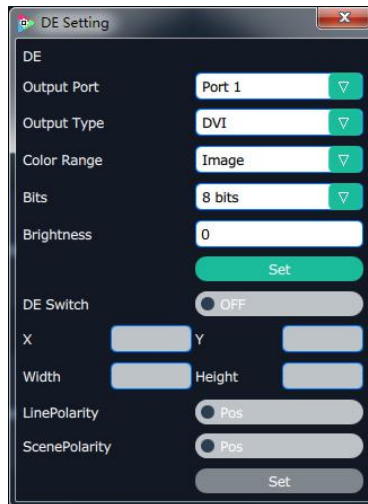 DE Setting
x
DE
Output Port Port 1
Output Type DVI
Color Range Image
Bits 8 bits
Brightness 0
Set
DE Switch OFF
X Y
Width Height
LinePolarity Pos
ScenePolarity Pos
Set